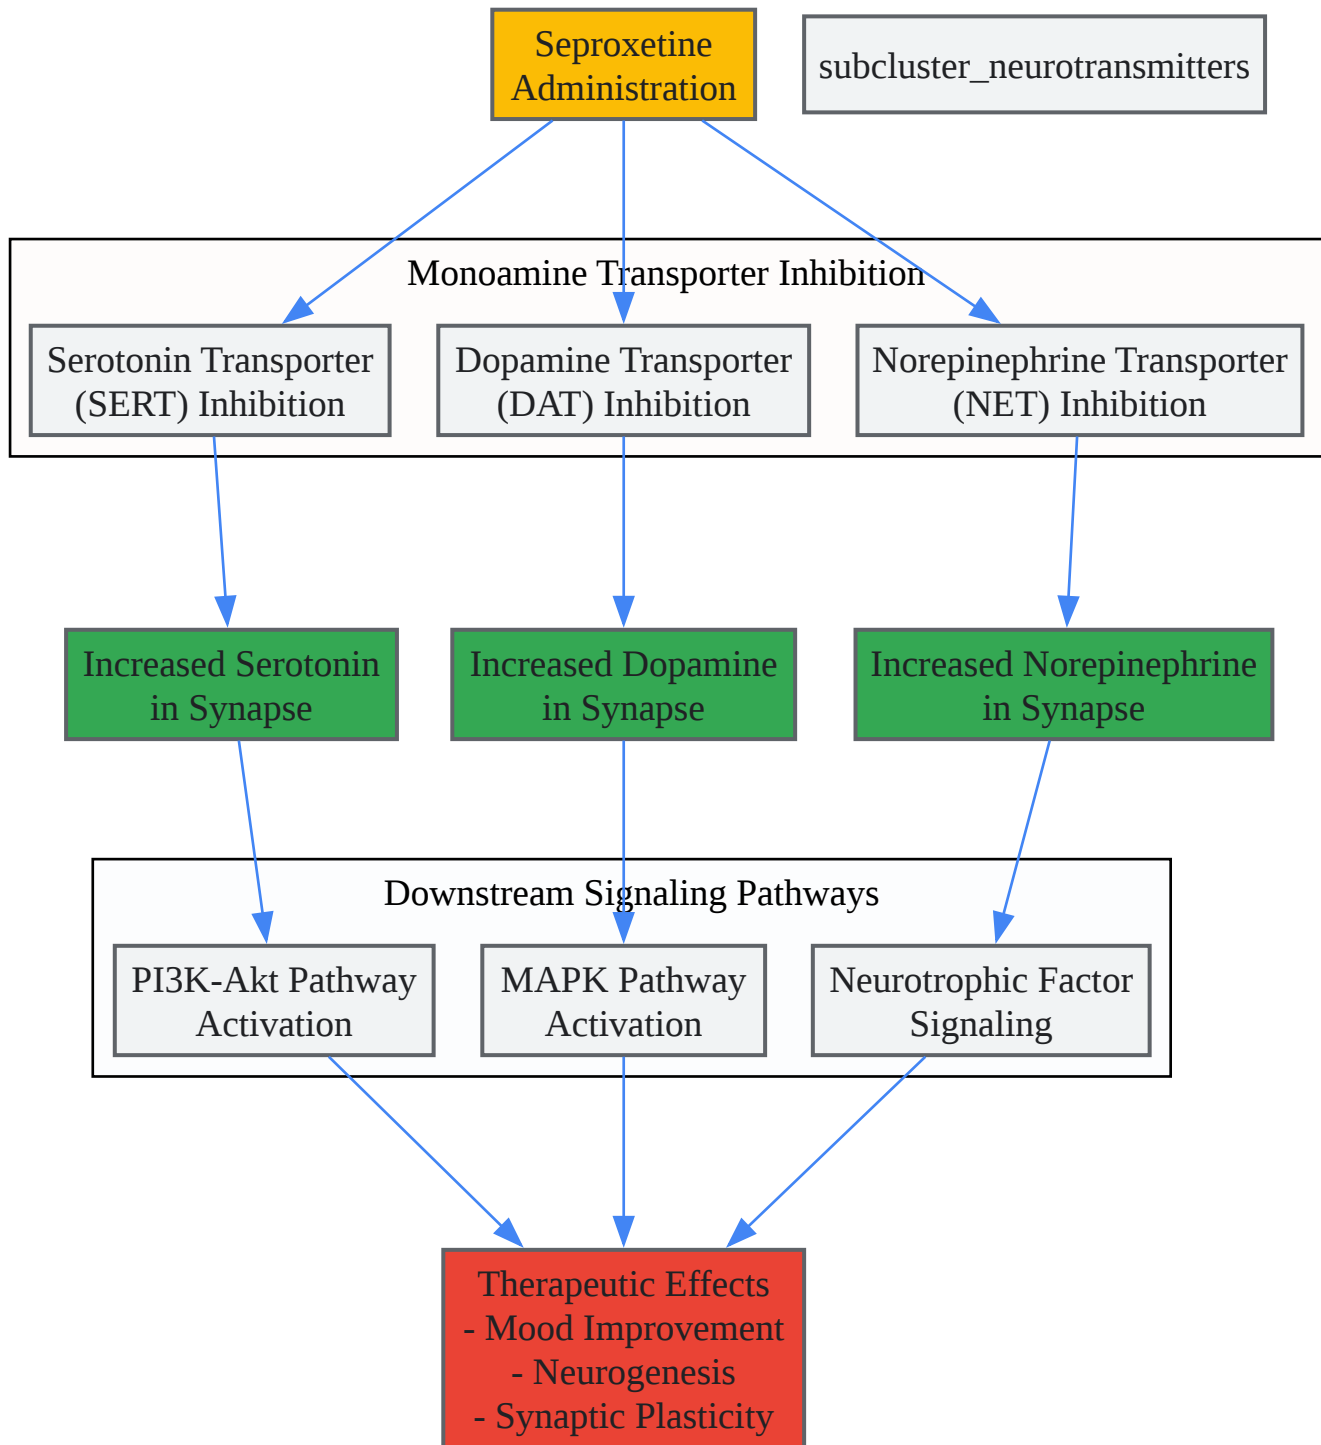 Seproxetine
Administration
subcluster_neurotransmitters
Monoamine Transporter Inhibition
Serotonin Transporter
(SERT) Inhibition
Dopamine Transporter
(DAT) Inhibition
Norepinephrine Transporter
(NET) Inhibition
Increased Serotonin
in Synapse
Increased Dopamine
in Synapse
Increased Norepinephrine
in Synapse
Downstream Signaling Pathways
PI3K-Akt Pathway
Activation
MAPK Pathway
Activation
Neurotrophic Factor
Signaling
Therapeutic Effects
- Mood Improvement
- Neurogenesis
- Synaptic Plasticity